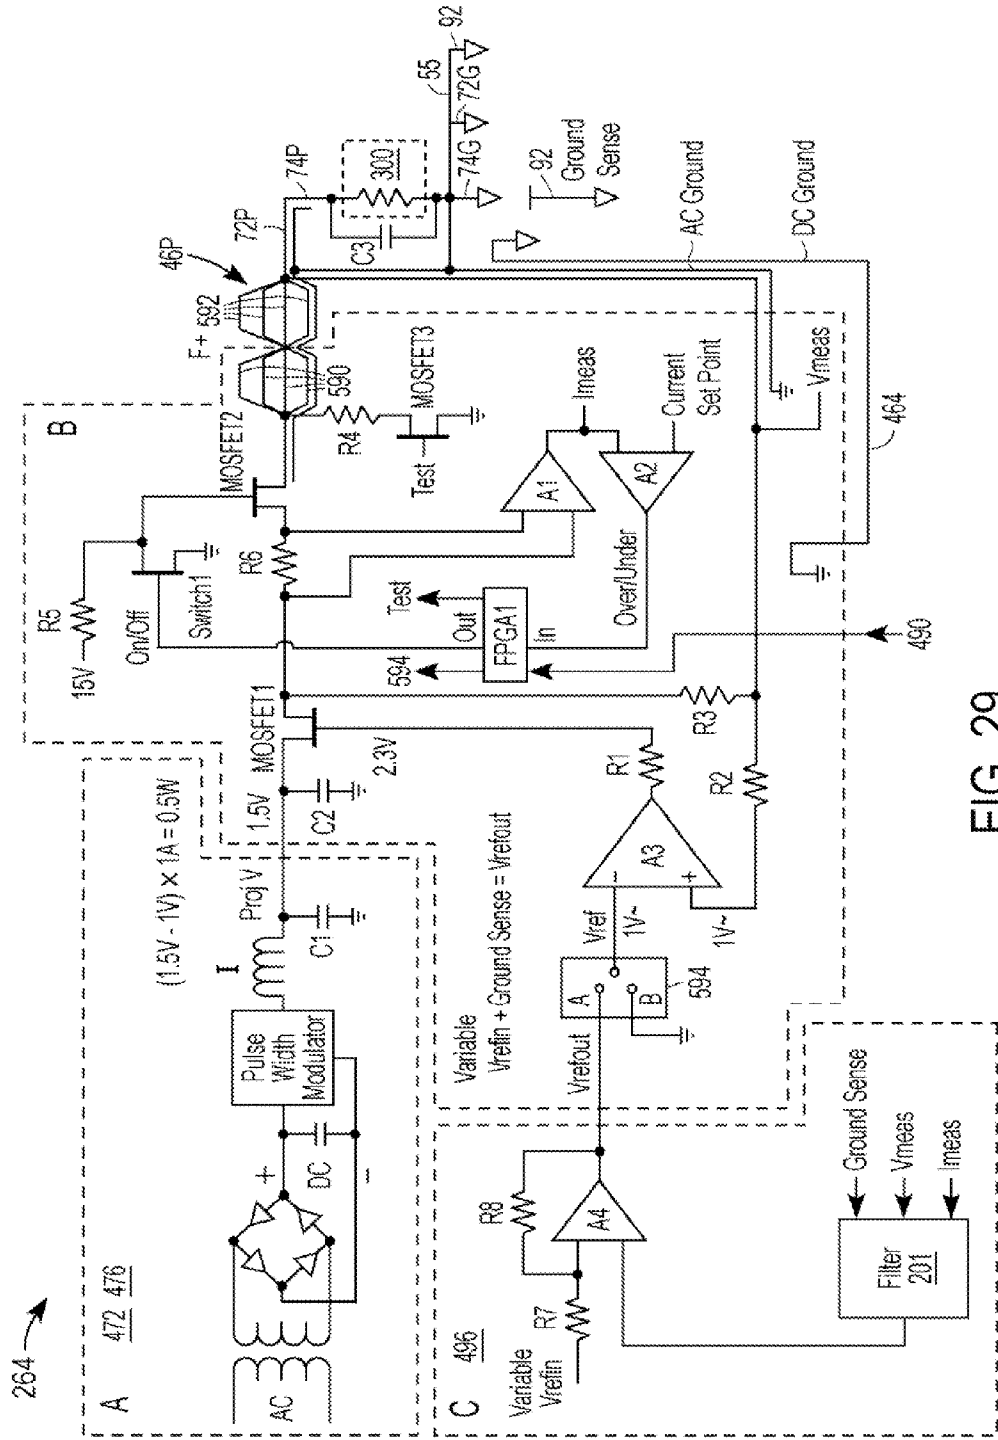 264
A
472 476
AC
+
DC
-
Pulse
Width
Modulator
I
(1.5V - 1V) × 1A = 0.5W
Proj V
1.5V
C1
C2
MOSFET1
2.3V
B
15V
R5
On/Off
Switch1
MOSFET2
R6
F+
46P
592
590
72P
74P
300
C3
55
92
72G
74G
92
Ground
Sense
AC Ground
DC Ground
R4
MOSFET3
Test
A1
Imeas
A2
Current
Set Point
Over/Under
594
Test
Out
FPGA1
In
490
464
Vmeas
R3
R2
R1
A3
-
+
Vref
1V~
1V~
A
B
594
Variable
Vrefin + Ground Sense = Vrefout
Vrefout
C
496
Variable
Vrefin
R7
R8
A4
Filter
201
Ground Sense
Vmeas
Imeas
FIG. 29